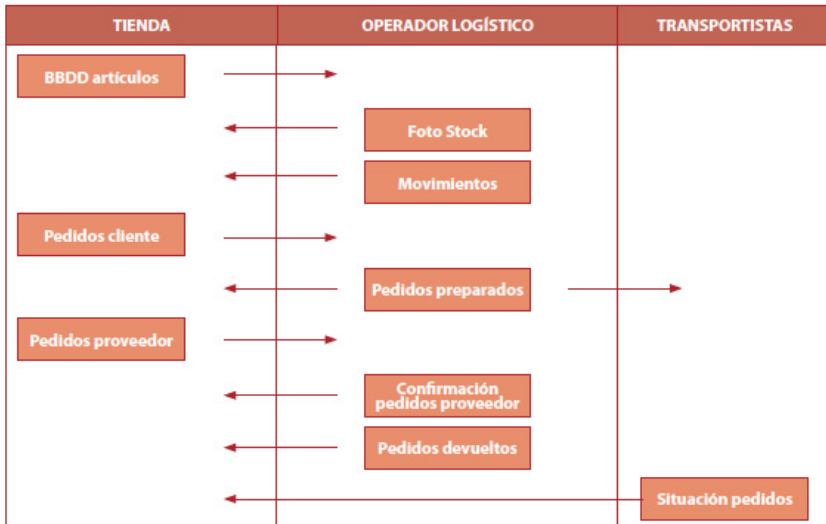 TIENDA
OPERADOR LOGÍSTICO
TRANSPORTISTAS
BBDD artículos
Foto Stock
Movimientos
Pedidos cliente
Pedidos preparados
Pedidos proveedor
Confirmación
pedidos proveedor
Pedidos devueltos
Situación pedidos